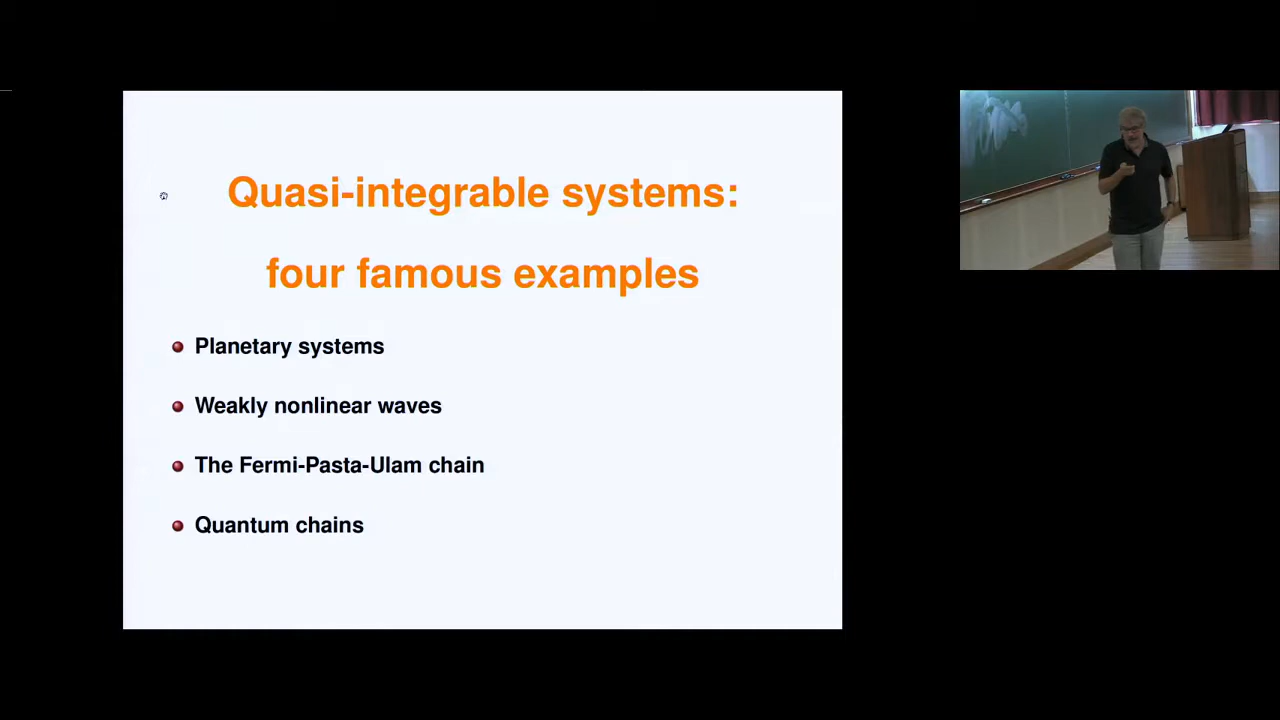 Quasi-integrable systems:
four famous examples
Planetary systems
Weakly nonlinear waves
The Fermi-Pasta-Ulam chain
Quantum chains